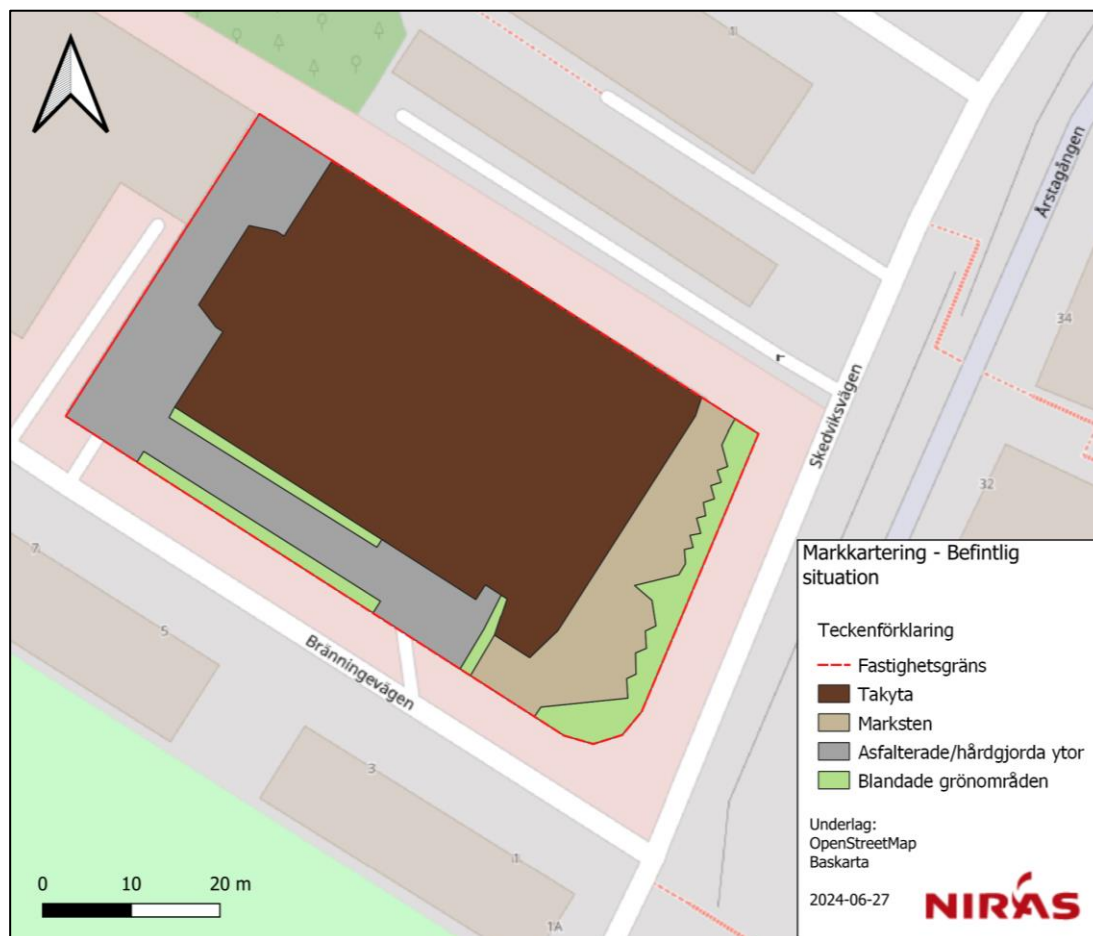 1
Årstagången
34
Skedviksvägen
32
7
5
Bränningevägen
3
1
1A
0 10 20 m
Markkartering - Befintlig
situation
Teckenförklaring
Fastighetsgräns
Takyta
Marksten
Asfalterade/hårdgjorda ytor
Blandade grönområden
Underlag:
OpenStreetMap
Baskarta
2024-06-27
NIRAS